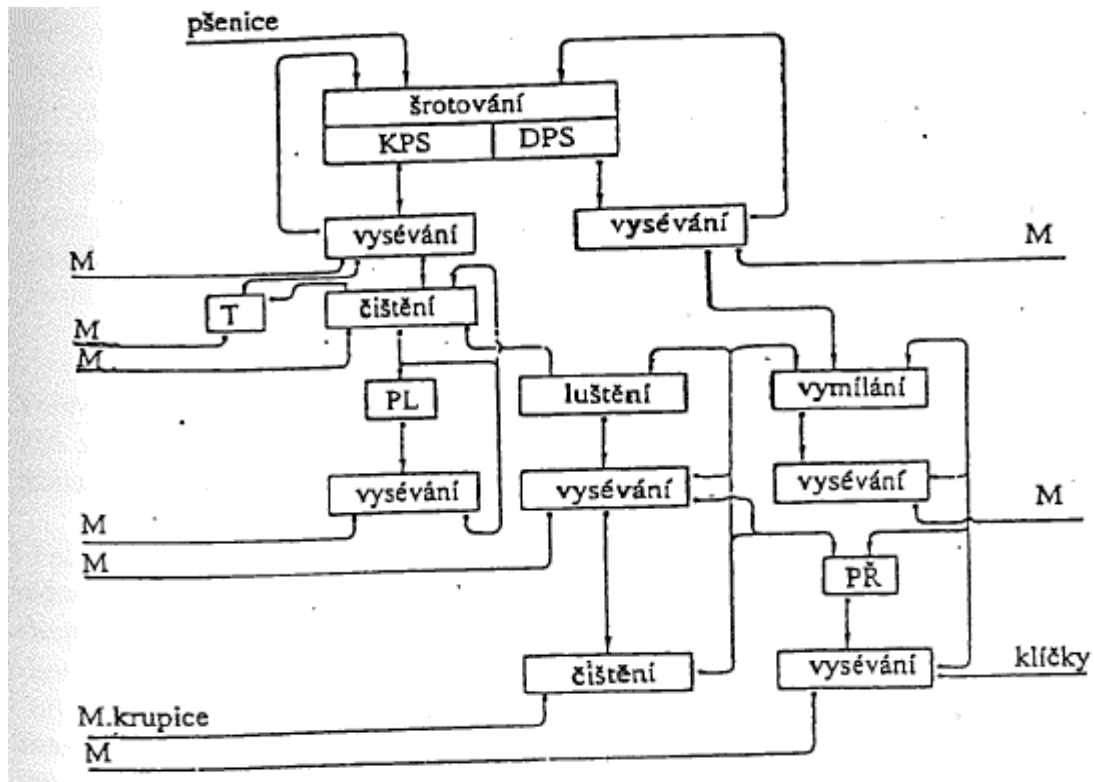 pšenice
šrotování
KPS DPS
vysévání
vysévání
M
M
T
čištění
M
M.
PL
luštění
vymílání
vysévání
vysévání
vysévání
M
M
M
PŘ
čištění
vysévání
klíčky
M.krupice
M